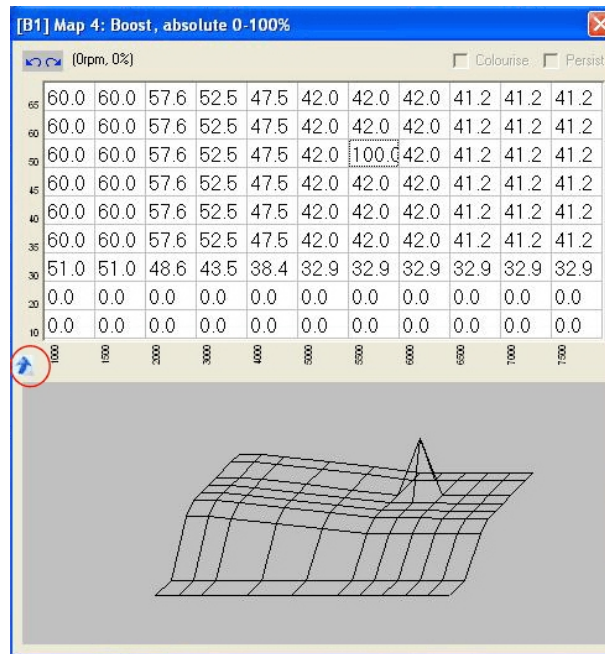 [B1] Map 4: Boost, absolute 0-100%
(0rpm, 0%) Colourise Persist
65 60.0 60.0 57.6 52.5 47.5 42.0 42.0 42.0 41.2 41.2 41.2
60 60.0 60.0 57.6 52.5 47.5 42.0 42.0 42.0 41.2 41.2 41.2
50 60.0 60.0 57.6 52.5 47.5 42.0 100.0 42.0 41.2 41.2 41.2
45 60.0 60.0 57.6 52.5 47.5 42.0 42.0 42.0 41.2 41.2 41.2
40 60.0 60.0 57.6 52.5 47.5 42.0 42.0 42.0 41.2 41.2 41.2
35 60.0 60.0 57.6 52.5 47.5 42.0 42.0 42.0 41.2 41.2 41.2
30 51.0 51.0 48.6 43.5 38.4 32.9 32.9 32.9 32.9 32.9 32.9
20 0.0 0.0 0.0 0.0 0.0 0.0 0.0 0.0 0.0 0.0 0.0
10 0.0 0.0 0.0 0.0 0.0 0.0 0.0 0.0 0.0 0.0 0.0
1000 1500 2000 3000 4000 5000 5500 6000 6500 7000 7500